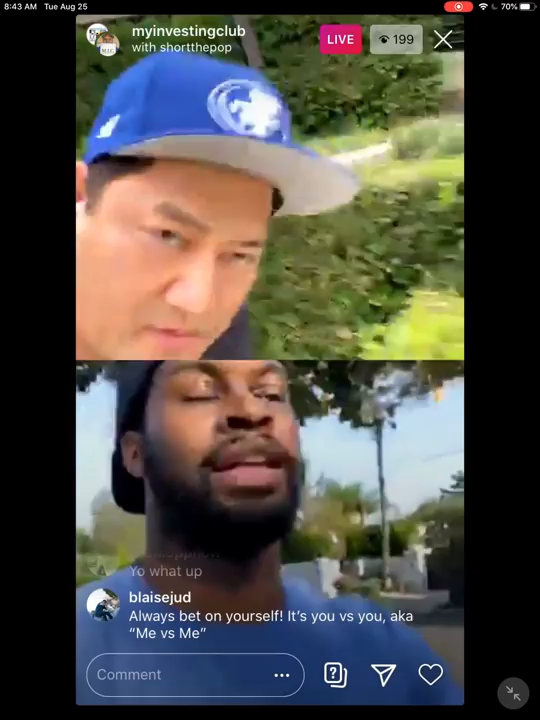 8:43 AM Tue Aug 25
70%
myinvestingclub
with shortthepop
LIVE
199
Yo what up
blaisejud
Always bet on yourself! It's you vs you, aka
“Me vs Me”
Comment